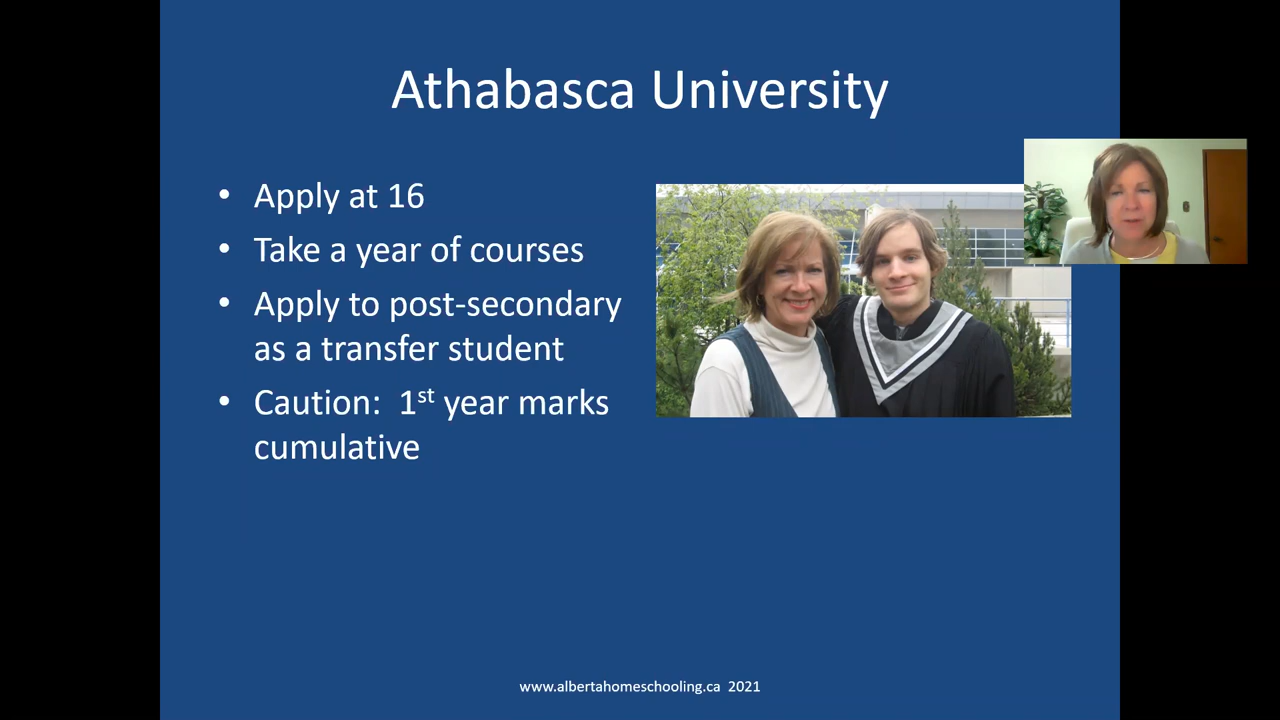 Athabasca University
• Apply at 16
• Take a year of courses
• Apply to post-secondary
as a transfer student
• Caution:  1st year marks
cumulative
www.albertahomeschooling.ca  2021